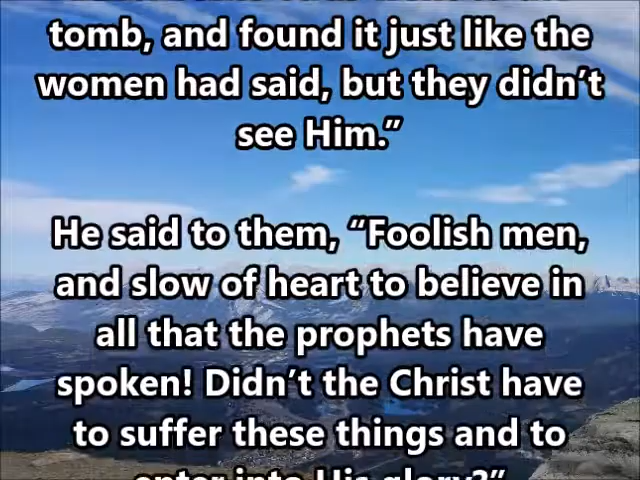 tomb, and found it just like the
women had said, but they didn’t
see Him.”
He said to them, “Foolish men,
and slow of heart to believe in
all that the prophets have
spoken! Didn’t the Christ have
to suffer these things and to
enter into His glory?”